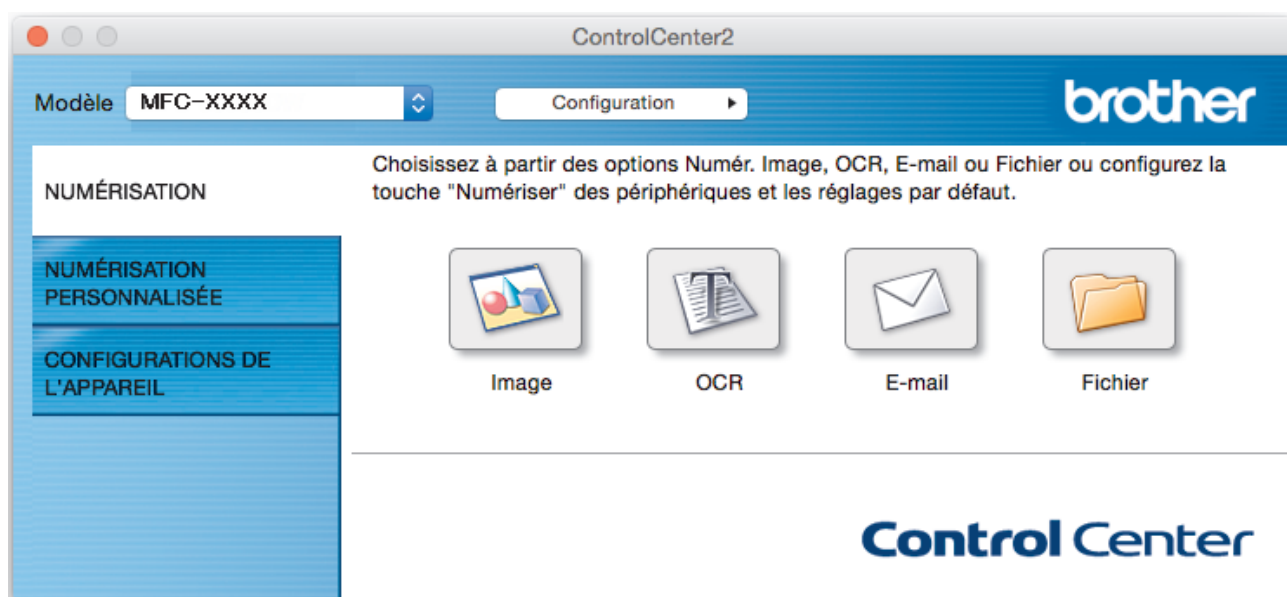 ControlCenter2
Modèle MFC-XXXX Configuration
brother
NUMÉRISATION
NUMÉRISATION
PERSONNALISÉE
CONFIGURATIONS DE
L'APPAREIL
Choisissez à partir des options Numér. Image, OCR, E-mail ou Fichier ou configurez la
touche "Numériser" des périphériques et les réglages par défaut.
Image OCR E-mail Fichier
Control Center